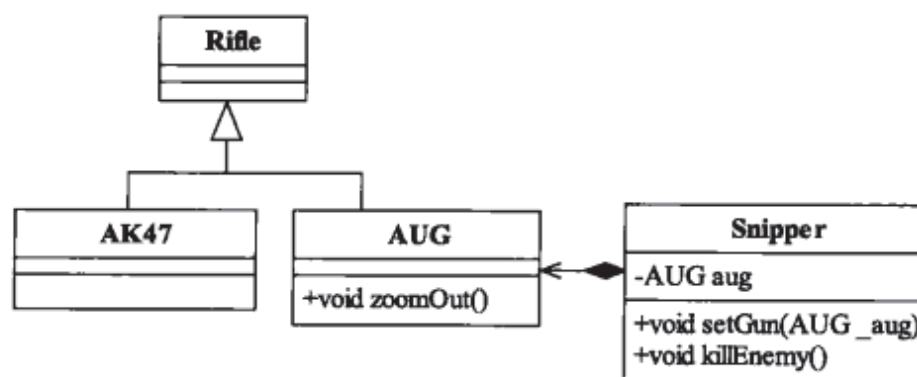 Rifle
AK47
AUG
+void zoomOut()
Snipper
-AUG aug
+void setGun(AUG _aug)
+void killEnemy()